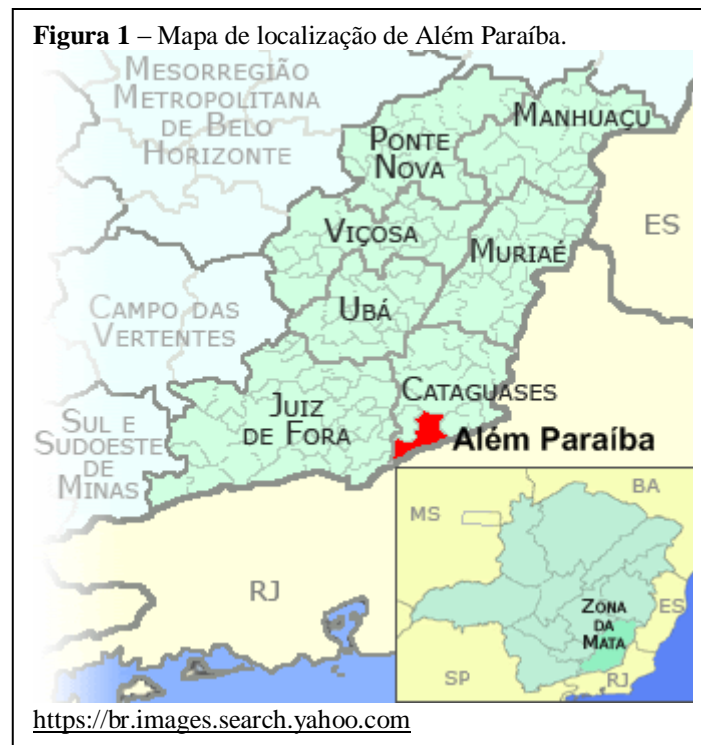 Figura 1 – Mapa de localização de Além Paraíba.
MESORREGIÃO
METROPOLITANA
DE BELO
HORIZONTE
MANHUAÇU
PONTE
NOVA
ES
VIÇOSA
MURIAÉ
UBÁ
CAMPO DAS
VERTENTES
CATAGUASES
JUIZ
DE FORA
SUL E
SUDOESTE
DE
MINAS
Além Paraíba
RJ
BA
MS
ES
ZONA
DA
MATA
SP
RJ
https://br.images.search.yahoo.com